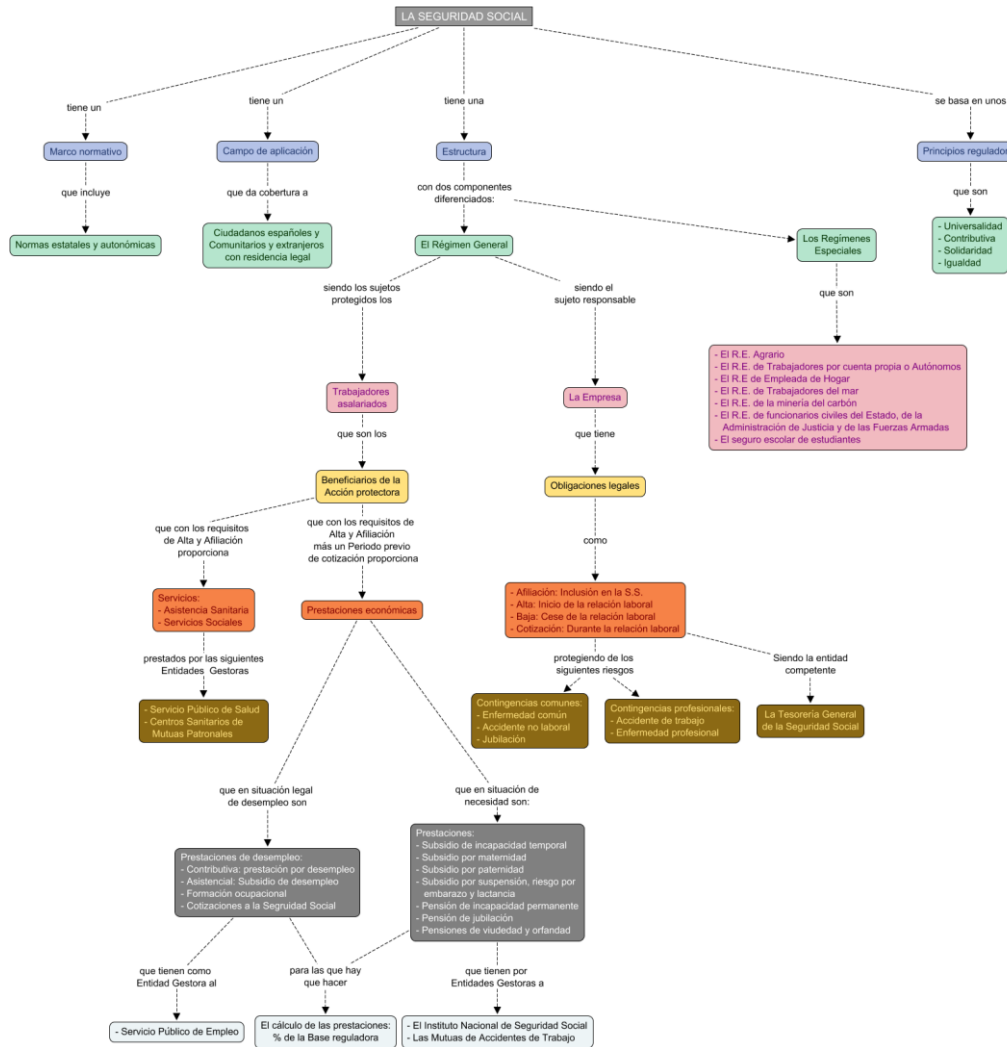 LA SEGURIDAD SOCIAL
tiene un
tiene un
tiene una
se basa en unos
Marco normativo
Campo de aplicación
Estructura
Principios regulador
que incluye
que da cobertura a
con dos componentes
diferenciados:
que son
Normas estatales y autonómicas
Ciudadanos españoles y
Comunitarios y extranjeros
con residencia legal
El Régimen General
Los Regímenes
Especiales
- Universalidad
- Contributiva
- Solidaridad
- Igualdad
siendo los sujetos
protegidos los
siendo el
sujeto responsable
que son
Trabajadores
asalariados
La Empresa
- El R.E. Agrario
- El R.E. de Trabajadores por cuenta propia o Autónomos
- El R.E de Empleada de Hogar
- El R.E. de Trabajadores del mar
- El R.E. de la minería del carbón
- El R.E. de funcionarios civiles del Estado, de la
Administración de Justicia y de las Fuerzas Armadas
- El seguro escolar de estudiantes
que son los
que tiene
Beneficiarios de la
Acción protectora
Obligaciones legales
que con los requisitos
de Alta y Afiliación
proporciona
que con los requisitos de
Alta y Afiliación
más un Periodo previo
de cotización proporciona
como
Servicios:
- Asistencia Sanitaria
- Servicios Sociales
Prestaciones económicas
- Afiliación: Inclusión en la S.S.
- Alta: Inicio de la relación laboral
- Baja: Cese de la relación laboral
- Cotización: Durante la relación laboral
prestados por las siguientes
Entidades Gestoras
protegiendo de los
siguientes riesgos
Siendo la entidad
competente
- Servicio Público de Salud
- Centros Sanitarios de
Mutuas Patronales
Contingencias comunes:
- Enfermedad común
- Accidente no laboral
- Jubilación
Contingencias profesionales:
- Accidente de trabajo
- Enfermedad profesional
La Tesorería General
de la Seguridad Social
que en situación legal
de desempleo son
que en situación de
necesidad son:
Prestaciones de desempleo:
- Contributiva: prestación por desempleo
- Asistencial: Subsidio de desempleo
- Formación ocupacional
- Cotizaciones a la Segruidad Social
Prestaciones:
- Subsidio de incapacidad temporal
- Subsidio por maternidad
- Subsidio por paternidad
- Subsidio por suspensión, riesgo por
embarazo y lactancia
- Pensión de incapacidad permanente
- Pensión de jubilación
- Pensiones de viudedad y orfandad
que tienen como
Entidad Gestora al
para las que hay
que hacer
que tienen por
Entidades Gestoras a
- Servicio Público de Empleo
El cálculo de las prestaciones:
% de la Base reguladora
- El Instituto Nacional de Seguridad Social
- Las Mutuas de Accidentes de Trabajo